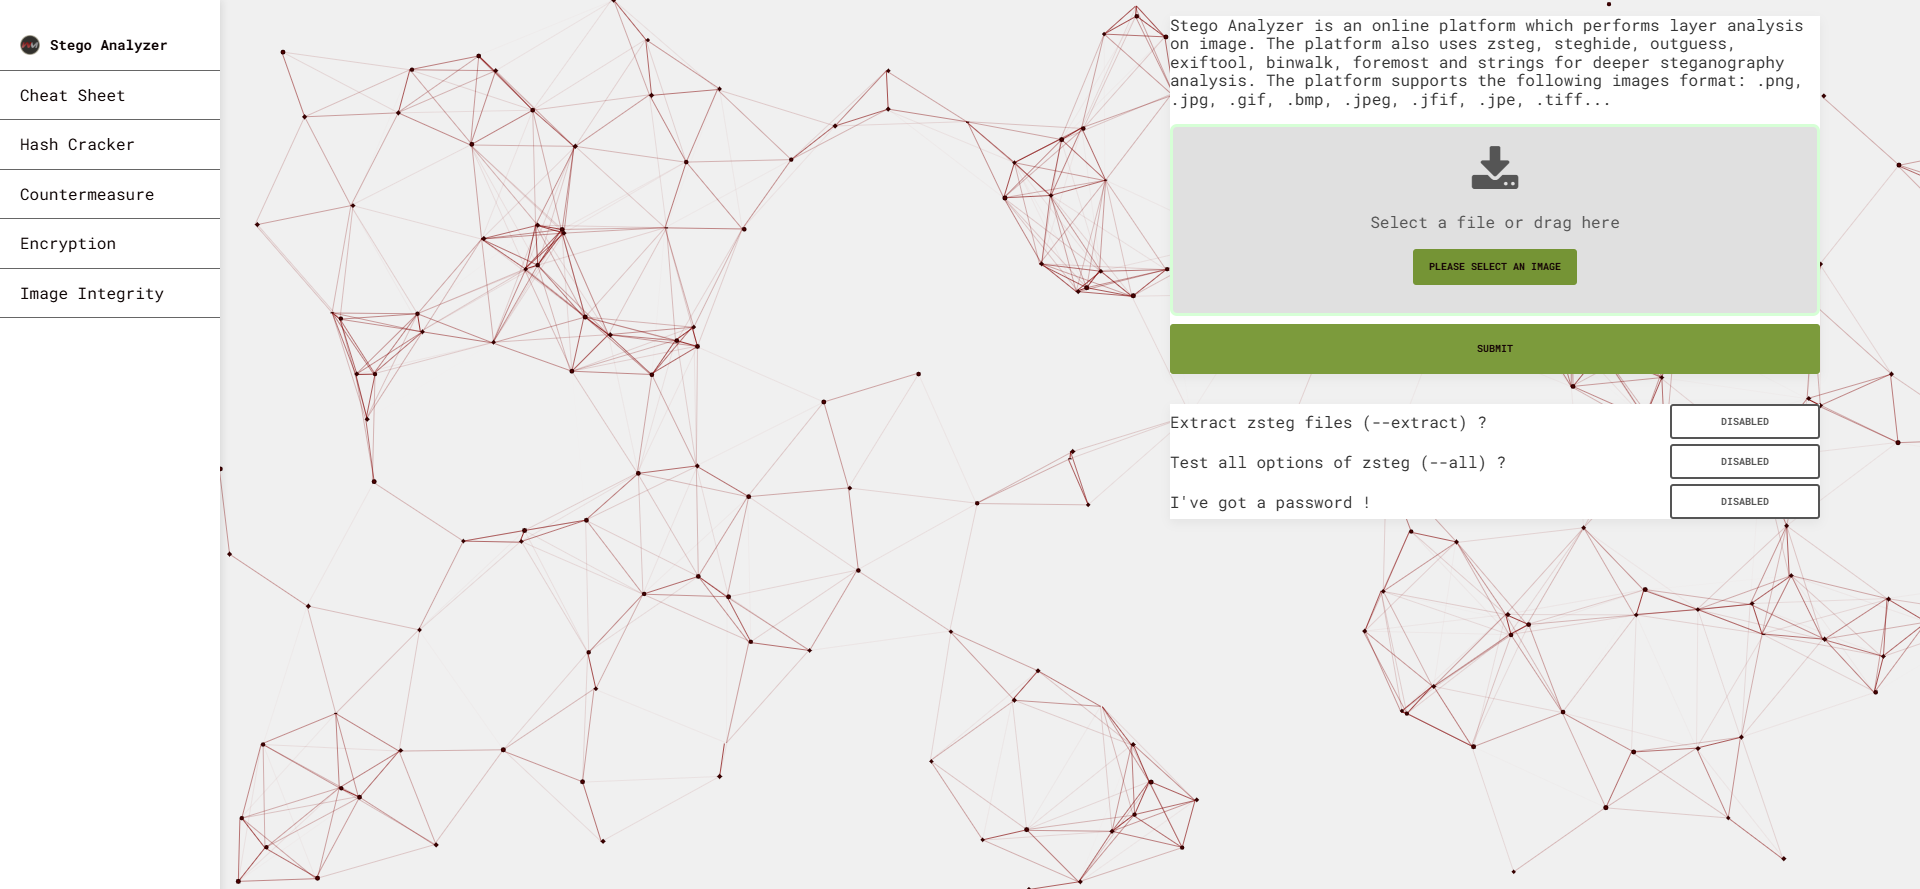 Stego Analyzer
Cheat Sheet
Hash Cracker
Countermeasure
Encryption
Image Integrity
Stego Analyzer is an online platform which performs layer analysis
on image. The platform also uses zsteg, steghide, outguess,
exiftool, binwalk, foremost and strings for deeper steganography
analysis. The platform supports the following images format: .png,
.jpg, .gif, .bmp, .jpeg, .jfif, .jpe, .tiff...
Select a file or drag here
PLEASE SELECT AN IMAGE
SUBMIT
Extract zsteg files (--extract) ?
DISABLED
Test all options of zsteg (--all) ?
DISABLED
I've got a password !
DISABLED